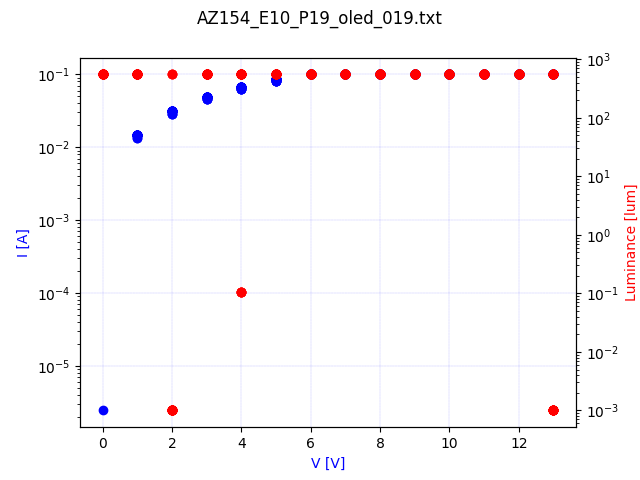 AZ154_E10_P19_oled_019.txt
10⁻¹
10⁻²
10⁻³
10⁻⁴
10⁻⁵
I [A]
10³
10²
10¹
10⁰
10⁻¹
10⁻²
10⁻³
Luminance [lum]
0 2 4 6 8 10 12
V [V]